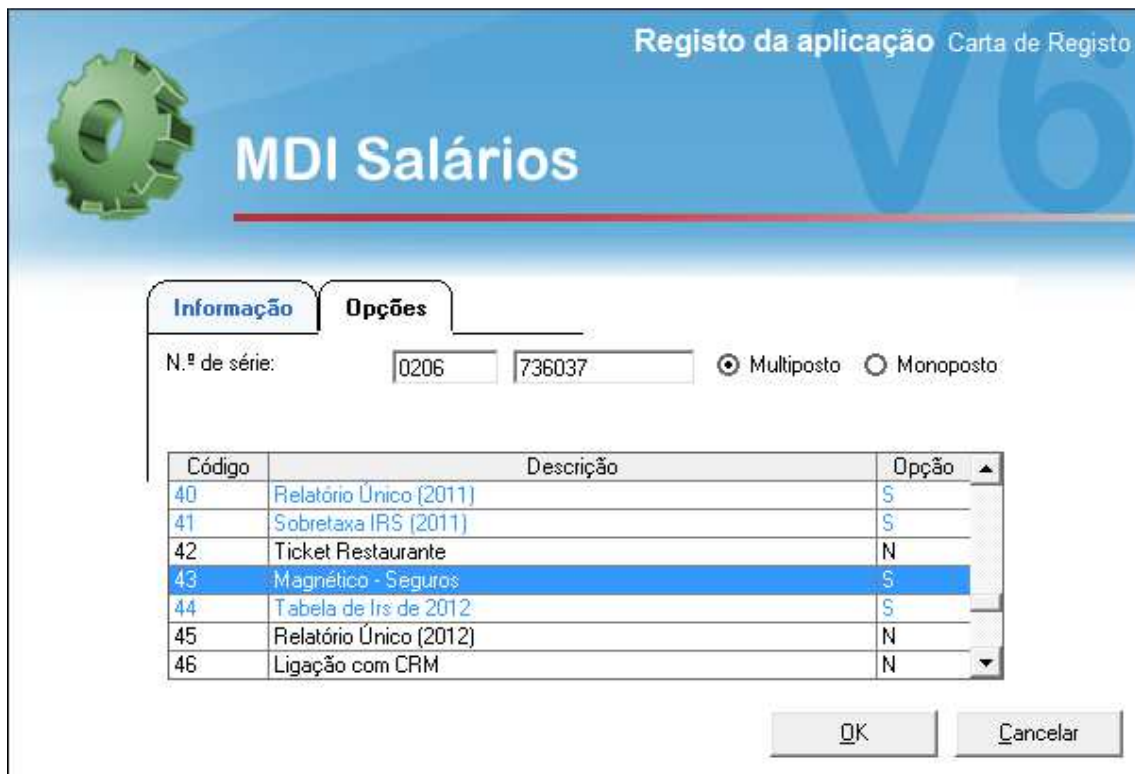 Registo da aplicação Carta de Registo
V6
MDI Salários
Informação Opções
N.º de série: 0206 736037 Multiposto Monoposto
Código Descrição Opção
40 Relatório Único (2011) S
41 Sobretaxa IRS (2011) S
42 Ticket Restaurante N
43 Magnético - Seguros S
44 Tabela de Irs de 2012 S
45 Relatório Único (2012) N
46 Ligação com CRM N
OK Cancelar